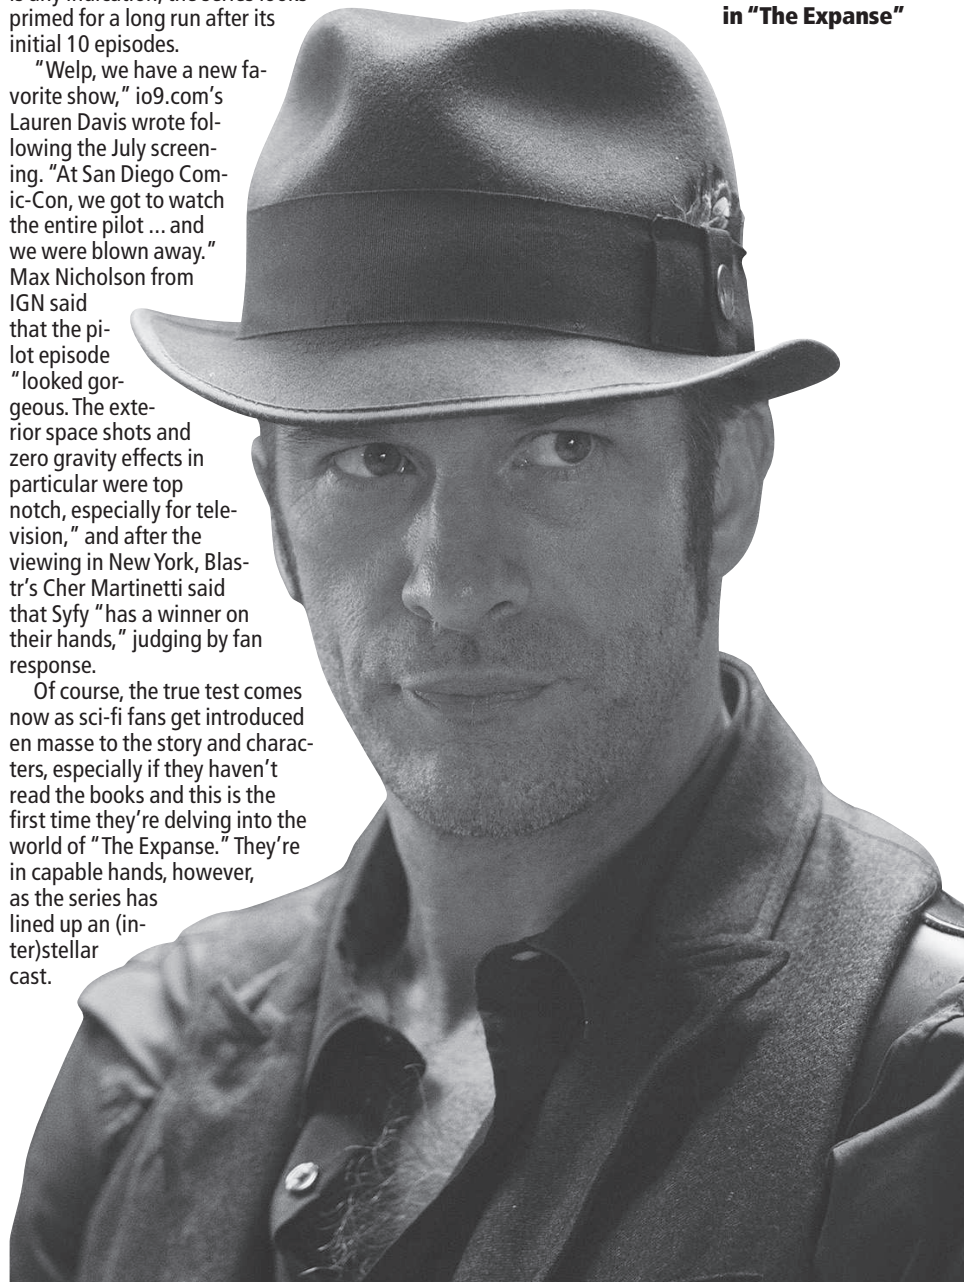 primed for a long run after its
initial 10 episodes.
“Welp, we have a new fa-
vorite show,” io9.com’s
Lauren Davis wrote fol-
lowing the July screen-
ing. “At San Diego Com-
ic-Con, we got to watch
the entire pilot ... and
we were blown away.”
Max Nicholson from
IGN said
that the pi-
lot episode
“looked gor-
geous. The exte-
rior space shots and
zero gravity effects in
particular were top
notch, especially for tele-
vision,” and after the
viewing in New York, Blas-
tr’s Cher Martinetti said
that Syfy “has a winner on
their hands,” judging by fan
response.
Of course, the true test comes
now as sci-fi fans get introduced
en masse to the story and charac-
ters, especially if they haven’t
read the books and this is the
first time they’re delving into the
world of “The Expanse.” They’re
in capable hands, however,
as the series has
lined up an (in-
ter)stellar
cast.
in “The Expanse”